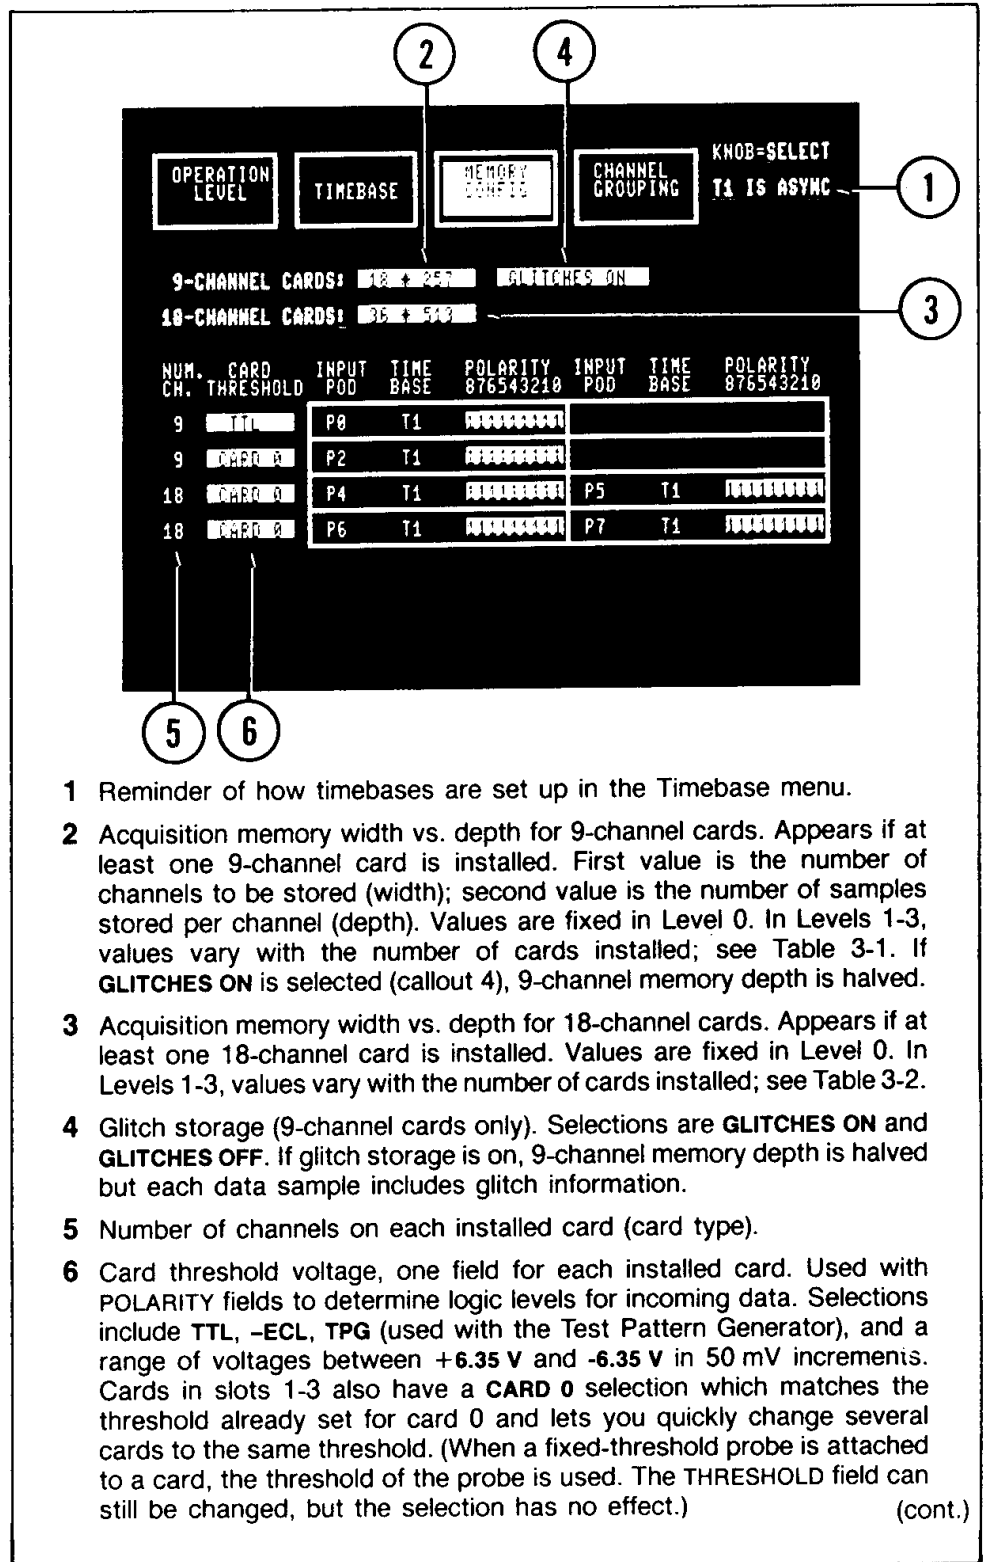 2 4
KNOB=SELECT
OPERATION LEVEL
TIMEBASE
MEMORY CONFIG
CHANNEL GROUPING
T1 IS ASYNC
1
9-CHANNEL CARDS: 18 * 257 GLITCHES ON
18-CHANNEL CARDS: 36 * 513
3
NUM. CH. CARD THRESHOLD INPUT POD TIME BASE POLARITY 876543210 INPUT POD TIME BASE POLARITY 876543210
9 TTL P0 T1
9 CARD 0 P2 T1
18 CARD 0 P4 T1 P5 T1
18 CARD 0 P6 T1 P7 T1
5 6
1 Reminder of how timebases are set up in the Timebase menu.
2 Acquisition memory width vs. depth for 9-channel cards. Appears if at
least one 9-channel card is installed. First value is the number of
channels to be stored (width); second value is the number of samples
stored per channel (depth). Values are fixed in Level 0. In Levels 1-3,
values vary with the number of cards installed; see Table 3-1. If
GLITCHES ON is selected (callout 4), 9-channel memory depth is halved.
3 Acquisition memory width vs. depth for 18-channel cards. Appears if at
least one 18-channel card is installed. Values are fixed in Level 0. In
Levels 1-3, values vary with the number of cards installed; see Table 3-2.
4 Glitch storage (9-channel cards only). Selections are GLITCHES ON and
GLITCHES OFF. If glitch storage is on, 9-channel memory depth is halved
but each data sample includes glitch information.
5 Number of channels on each installed card (card type).
6 Card threshold voltage, one field for each installed card. Used with
POLARITY fields to determine logic levels for incoming data. Selections
include TTL, -ECL, TPG (used with the Test Pattern Generator), and a
range of voltages between +6.35 V and -6.35 V in 50 mV increments.
Cards in slots 1-3 also have a CARD 0 selection which matches the
threshold already set for card 0 and lets you quickly change several
cards to the same threshold. (When a fixed-threshold probe is attached
to a card, the threshold of the probe is used. The THRESHOLD field can
still be changed, but the selection has no effect.)
(cont.)